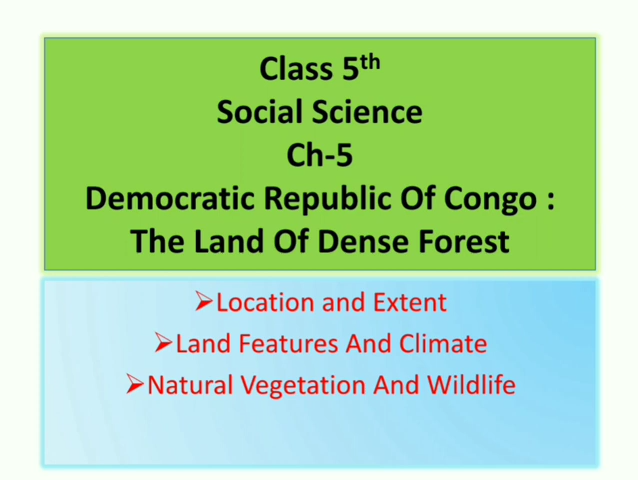 Class 5th
Social Science
Ch-5
Democratic Republic Of Congo :
The Land Of Dense Forest
➢Location and Extent
➢Land Features And Climate
➢Natural Vegetation And Wildlife